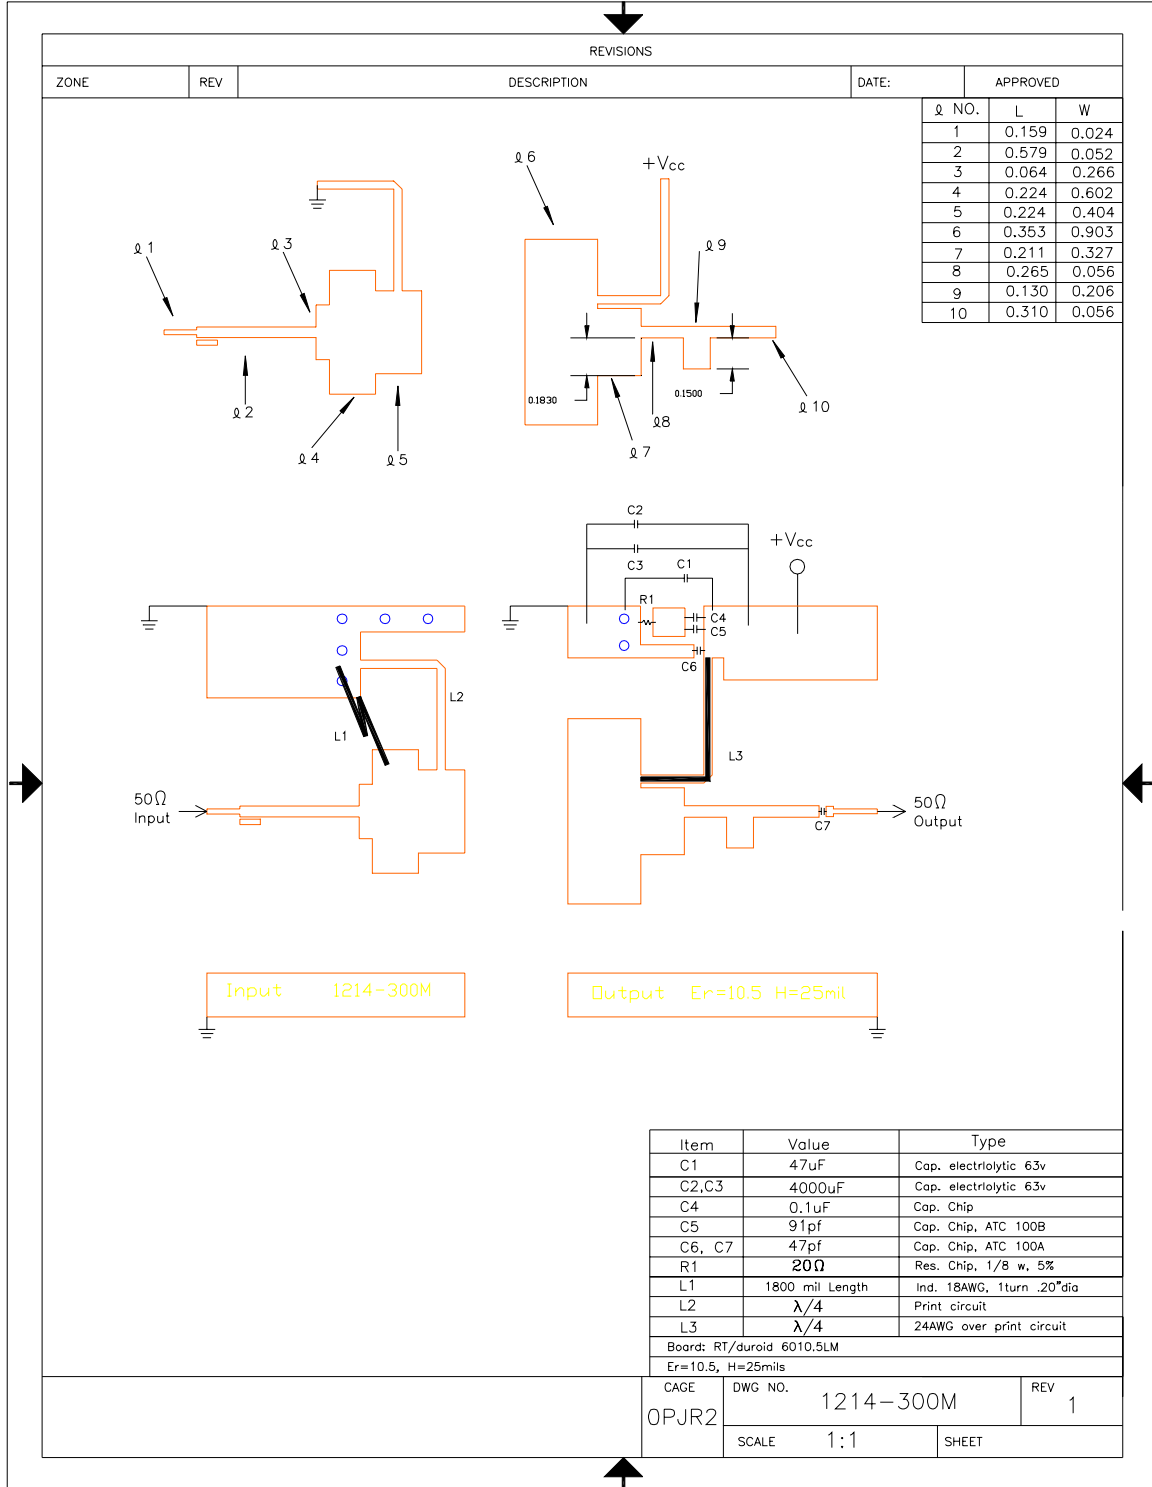 REVISIONS
ZONE REV DESCRIPTION DATE: APPROVED
ℓ NO. L W
1 0.159 0.024
2 0.579 0.052
3 0.064 0.266
4 0.224 0.602
5 0.224 0.404
6 0.353 0.903
7 0.211 0.327
8 0.265 0.056
9 0.130 0.206
10 0.310 0.056
ℓ 6
+Vcc
ℓ 1
ℓ 3
ℓ 9
ℓ 2
ℓ 4
ℓ 5
0.1830
0.1500
ℓ8
ℓ 7
ℓ 10
C2
C3
C1
+Vcc
R1
C4
C5
C6
L2
L1
L3
50Ω
Input
C7
50Ω
Output
Input 1214-300M
Output Er=10.5 H=25mil
Item Value Type
C1 47uF Cap. electrlolytic 63v
C2,C3 4000uF Cap. electrlolytic 63v
C4 0.1uF Cap. Chip
C5 91pf Cap. Chip, ATC 100B
C6, C7 47pf Cap. Chip, ATC 100A
R1 20Ω Res. Chip, 1/8 w, 5%
L1 1800 mil Length Ind. 18AWG, 1turn .20"dia
L2 λ/4 Print circuit
L3 λ/4 24AWG over print circuit
Board: RT/duroid 6010.5LM
Er=10.5, H=25mils
CAGE DWG NO. REV
0PJR2 1214-300M 1
SCALE 1:1 SHEET